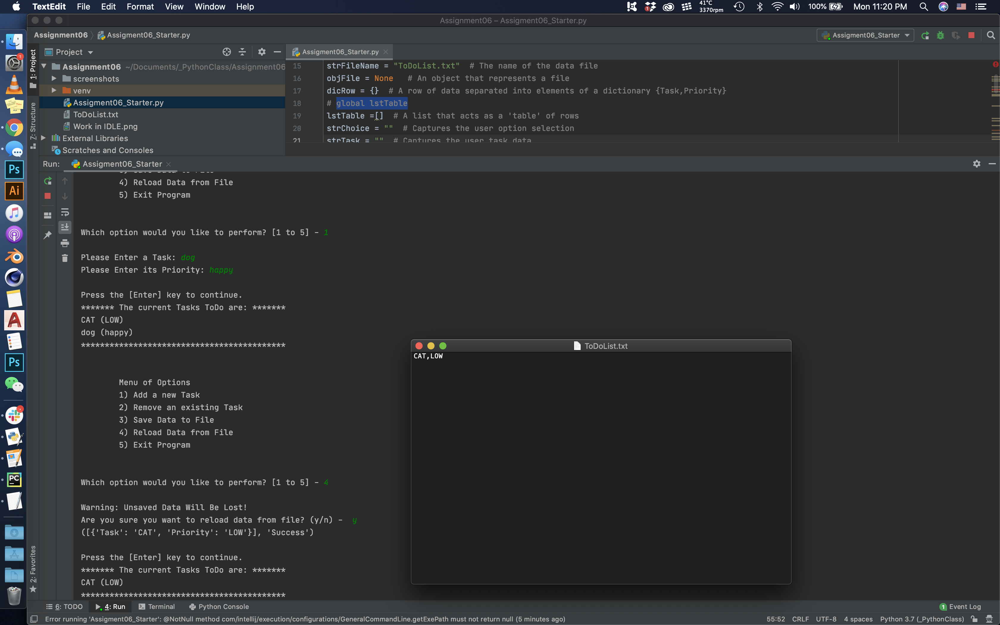 TextEdit File Edit Format View Window Help 1 41°C 3370rpm 100% Mon 11:20 PM
Assignment06 – Assigment06_Starter.py
Assignment06 Assigment06_Starter.py Assigment06_Starter
1: Project
Project
Assignment06 ~/Documents/_PythonClass/Assignment06
screenshots
venv
Assigment06_Starter.py
ToDoList.txt
Work in IDLE.png
External Libraries
Scratches and Consoles
7: Structure
Assigment06_Starter.py
15 strFileName = "ToDoList.txt" # The name of the data file
16 objFile = None # An object that represents a file
17 dicRow = {} # A row of data separated into elements of a dictionary {Task,Priority}
18 # global lstTable
19 lstTable =[] # A list that acts as a 'table' of rows
20 strChoice = "" # Captures the user option selection
21 strTask = "" # Captures the user task data
Run: Assigment06_Starter
3) Save Data to File
4) Reload Data from File
5) Exit Program
Which option would you like to perform? [1 to 5] - 1
Please Enter a Task: dog
Please Enter its Priority: happy
Press the [Enter] key to continue.
******* The current Tasks ToDo are: *******
CAT (LOW)
dog (happy)
*******************************************
Menu of Options
1) Add a new Task
2) Remove an existing Task
3) Save Data to File
4) Reload Data from File
5) Exit Program
Which option would you like to perform? [1 to 5] - 4
Warning: Unsaved Data Will Be Lost!
Are you sure you want to reload data from file? (y/n) - y
([{'Task': 'CAT', 'Priority': 'LOW'}], 'Success')
Press the [Enter] key to continue.
******* The current Tasks ToDo are: *******
CAT (LOW)
*******************************************
ToDoList.txt
CAT,LOW
1
Ps
Ai
Ps
PC
2: Favorites
6: TODO 4: Run Terminal Python Console 1 Event Log
Error running 'Assigment06_Starter': @NotNull method com/intellij/execution/configurations/GeneralCommandLine.getExePath must not return null (5 minutes ago) 55:52 CRLF UTF-8 4 spaces Python 3.7 (_PythonClass)